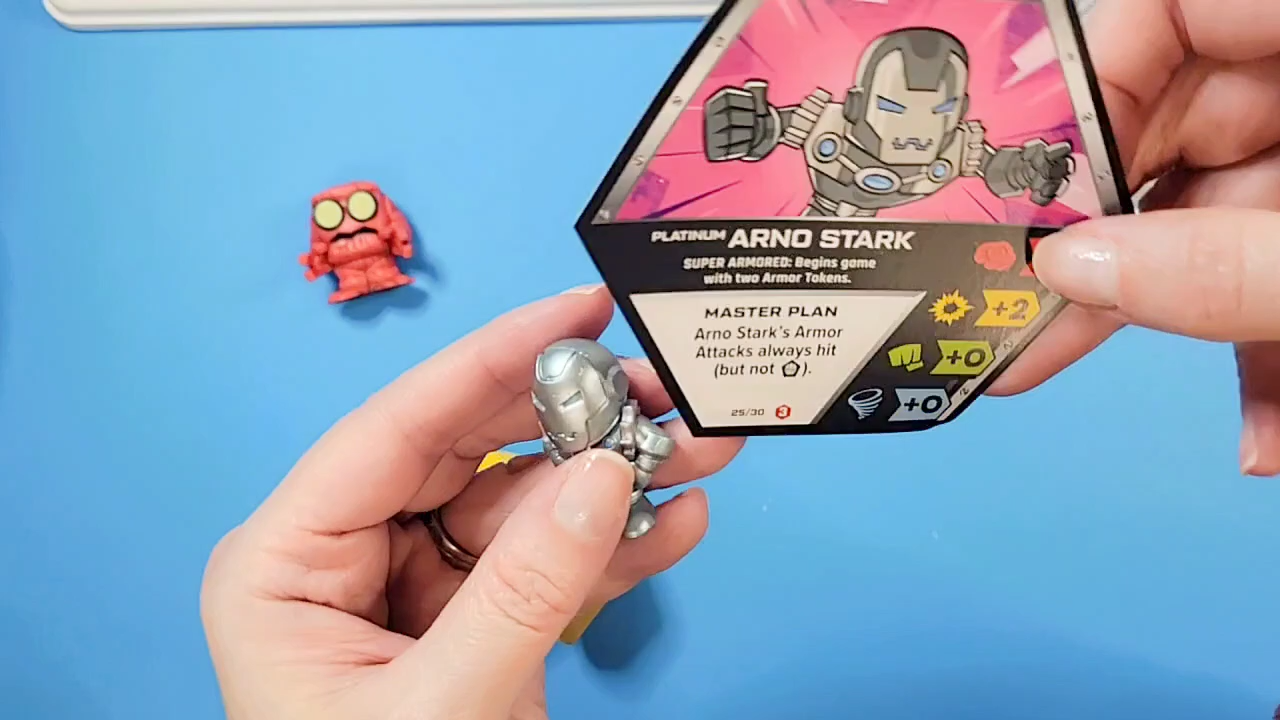 PLATINUM ARNO STARK
SUPER ARMORED: Begins game
with two Armor Tokens.
MASTER PLAN
Arno Stark's Armor
Attacks always hit
(but not ).
25/30 3
+2
+0
+0